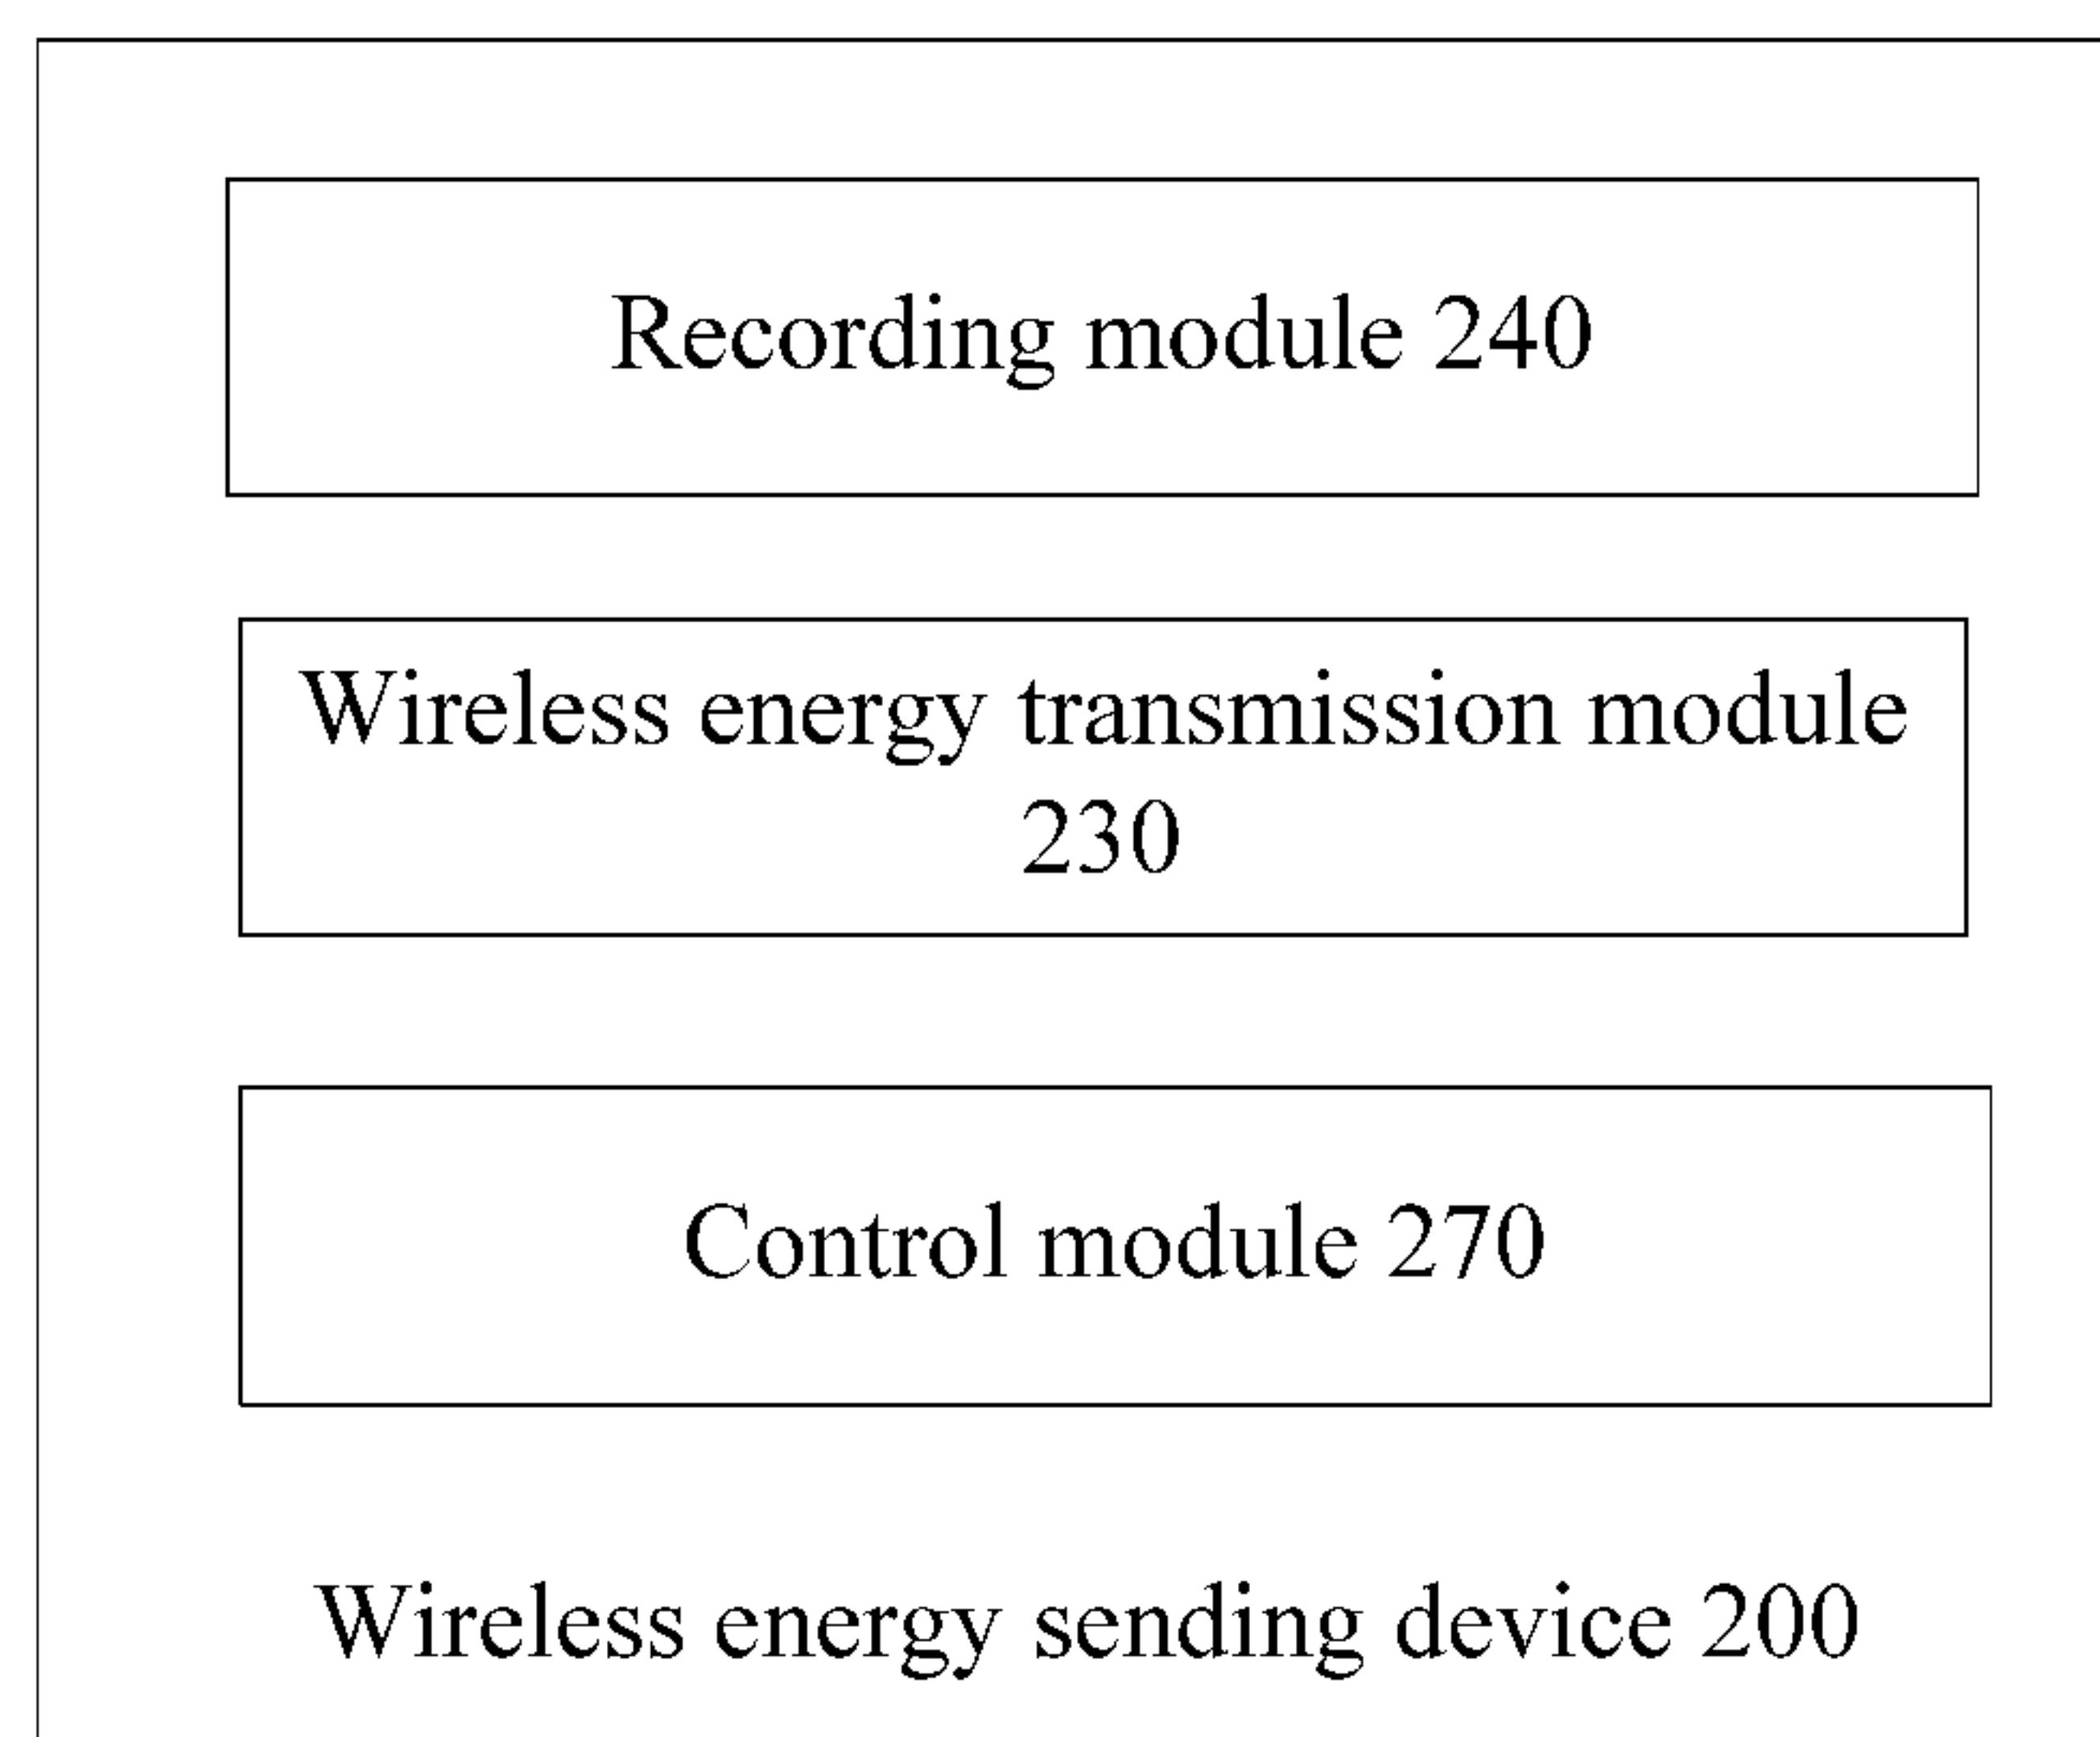 Recording module 240
Wireless energy transmission module
230
Control module 270
Wireless energy sending device 200